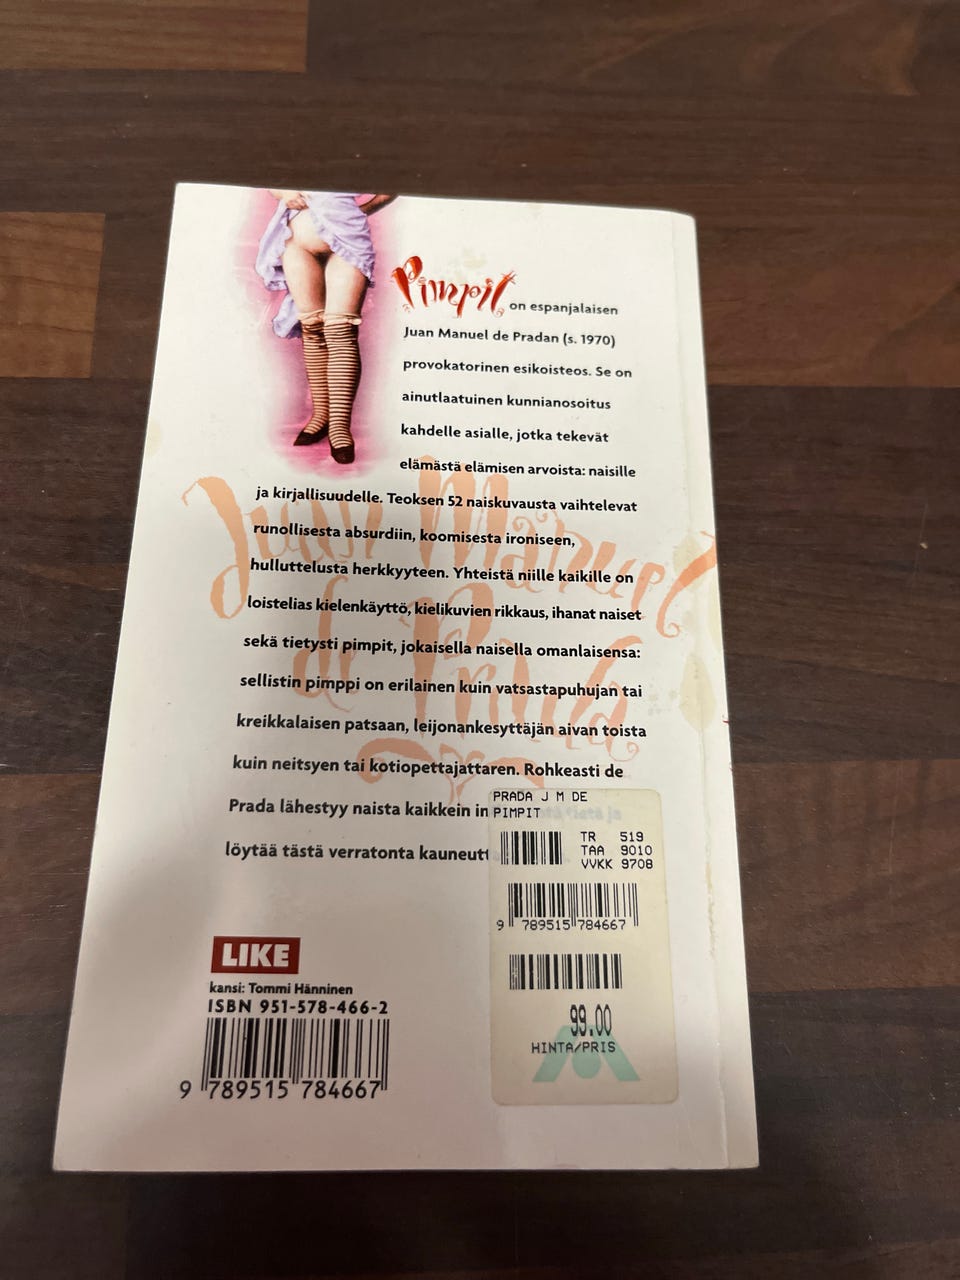 Pimpit on espanjalaisen
Juan Manuel de Pradan (s. 1970)
provokatorinen esikoisteos. Se on
ainutlaatuinen kunnianosoitus
kahdelle asialle, jotka tekevät
elämästä elämisen arvoista: naisille
ja kirjallisuudelle. Teoksen 52 naiskuvausta vaihtelevat
runollisesta absurdiin, koomisesta ironiseen,
hulluttelusta herkkyyteen. Yhteistä niille kaikille on
loistelias kielenkäyttö, kielikuvien rikkaus, ihanat naiset
sekä tietysti pimpit, jokaisella naisella omanlaisensa:
sellistin pimppi on erilainen kuin vatsastapuhujan tai
kreikkalaisen patsaan, leijonankesyttäjän aivan toista
kuin neitsyen tai kotiopettajattaren. Rohkeasti de
Prada lähestyy naista kaikkein in
löytää tästä verratonta kauneutt
Juan Manuel
de Prada
PRADA J M DE
PIMPIT
TR 519
TAA 9010
VVKK 9708
9 789515 784667
99.00
HINTA/PRIS
LIKE
kansi: Tommi Hänninen
ISBN 951-578-466-2
9 789515 784667